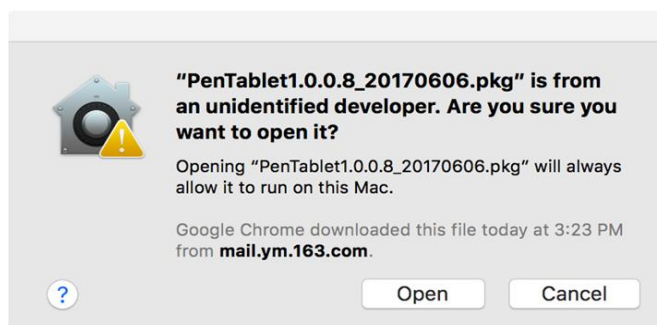 “PenTablet1.0.0.8_20170606.pkg” is from
an unidentified developer. Are you sure you
want to open it?
Opening “PenTablet1.0.0.8_20170606.pkg” will always
allow it to run on this Mac.
Google Chrome downloaded this file today at 3:23 PM
from mail.ym.163.com.
?
Open
Cancel